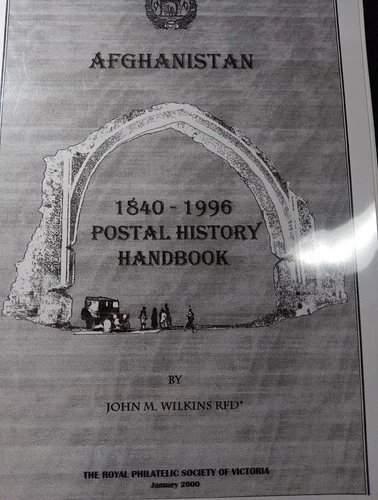 AFGHANISTAN
1840 - 1996
POSTAL HISTORY
HANDBOOK
BY
JOHN M. WILKINS RFD*
THE ROYAL PHILATELIC SOCIETY OF VICTORIA
January 2000